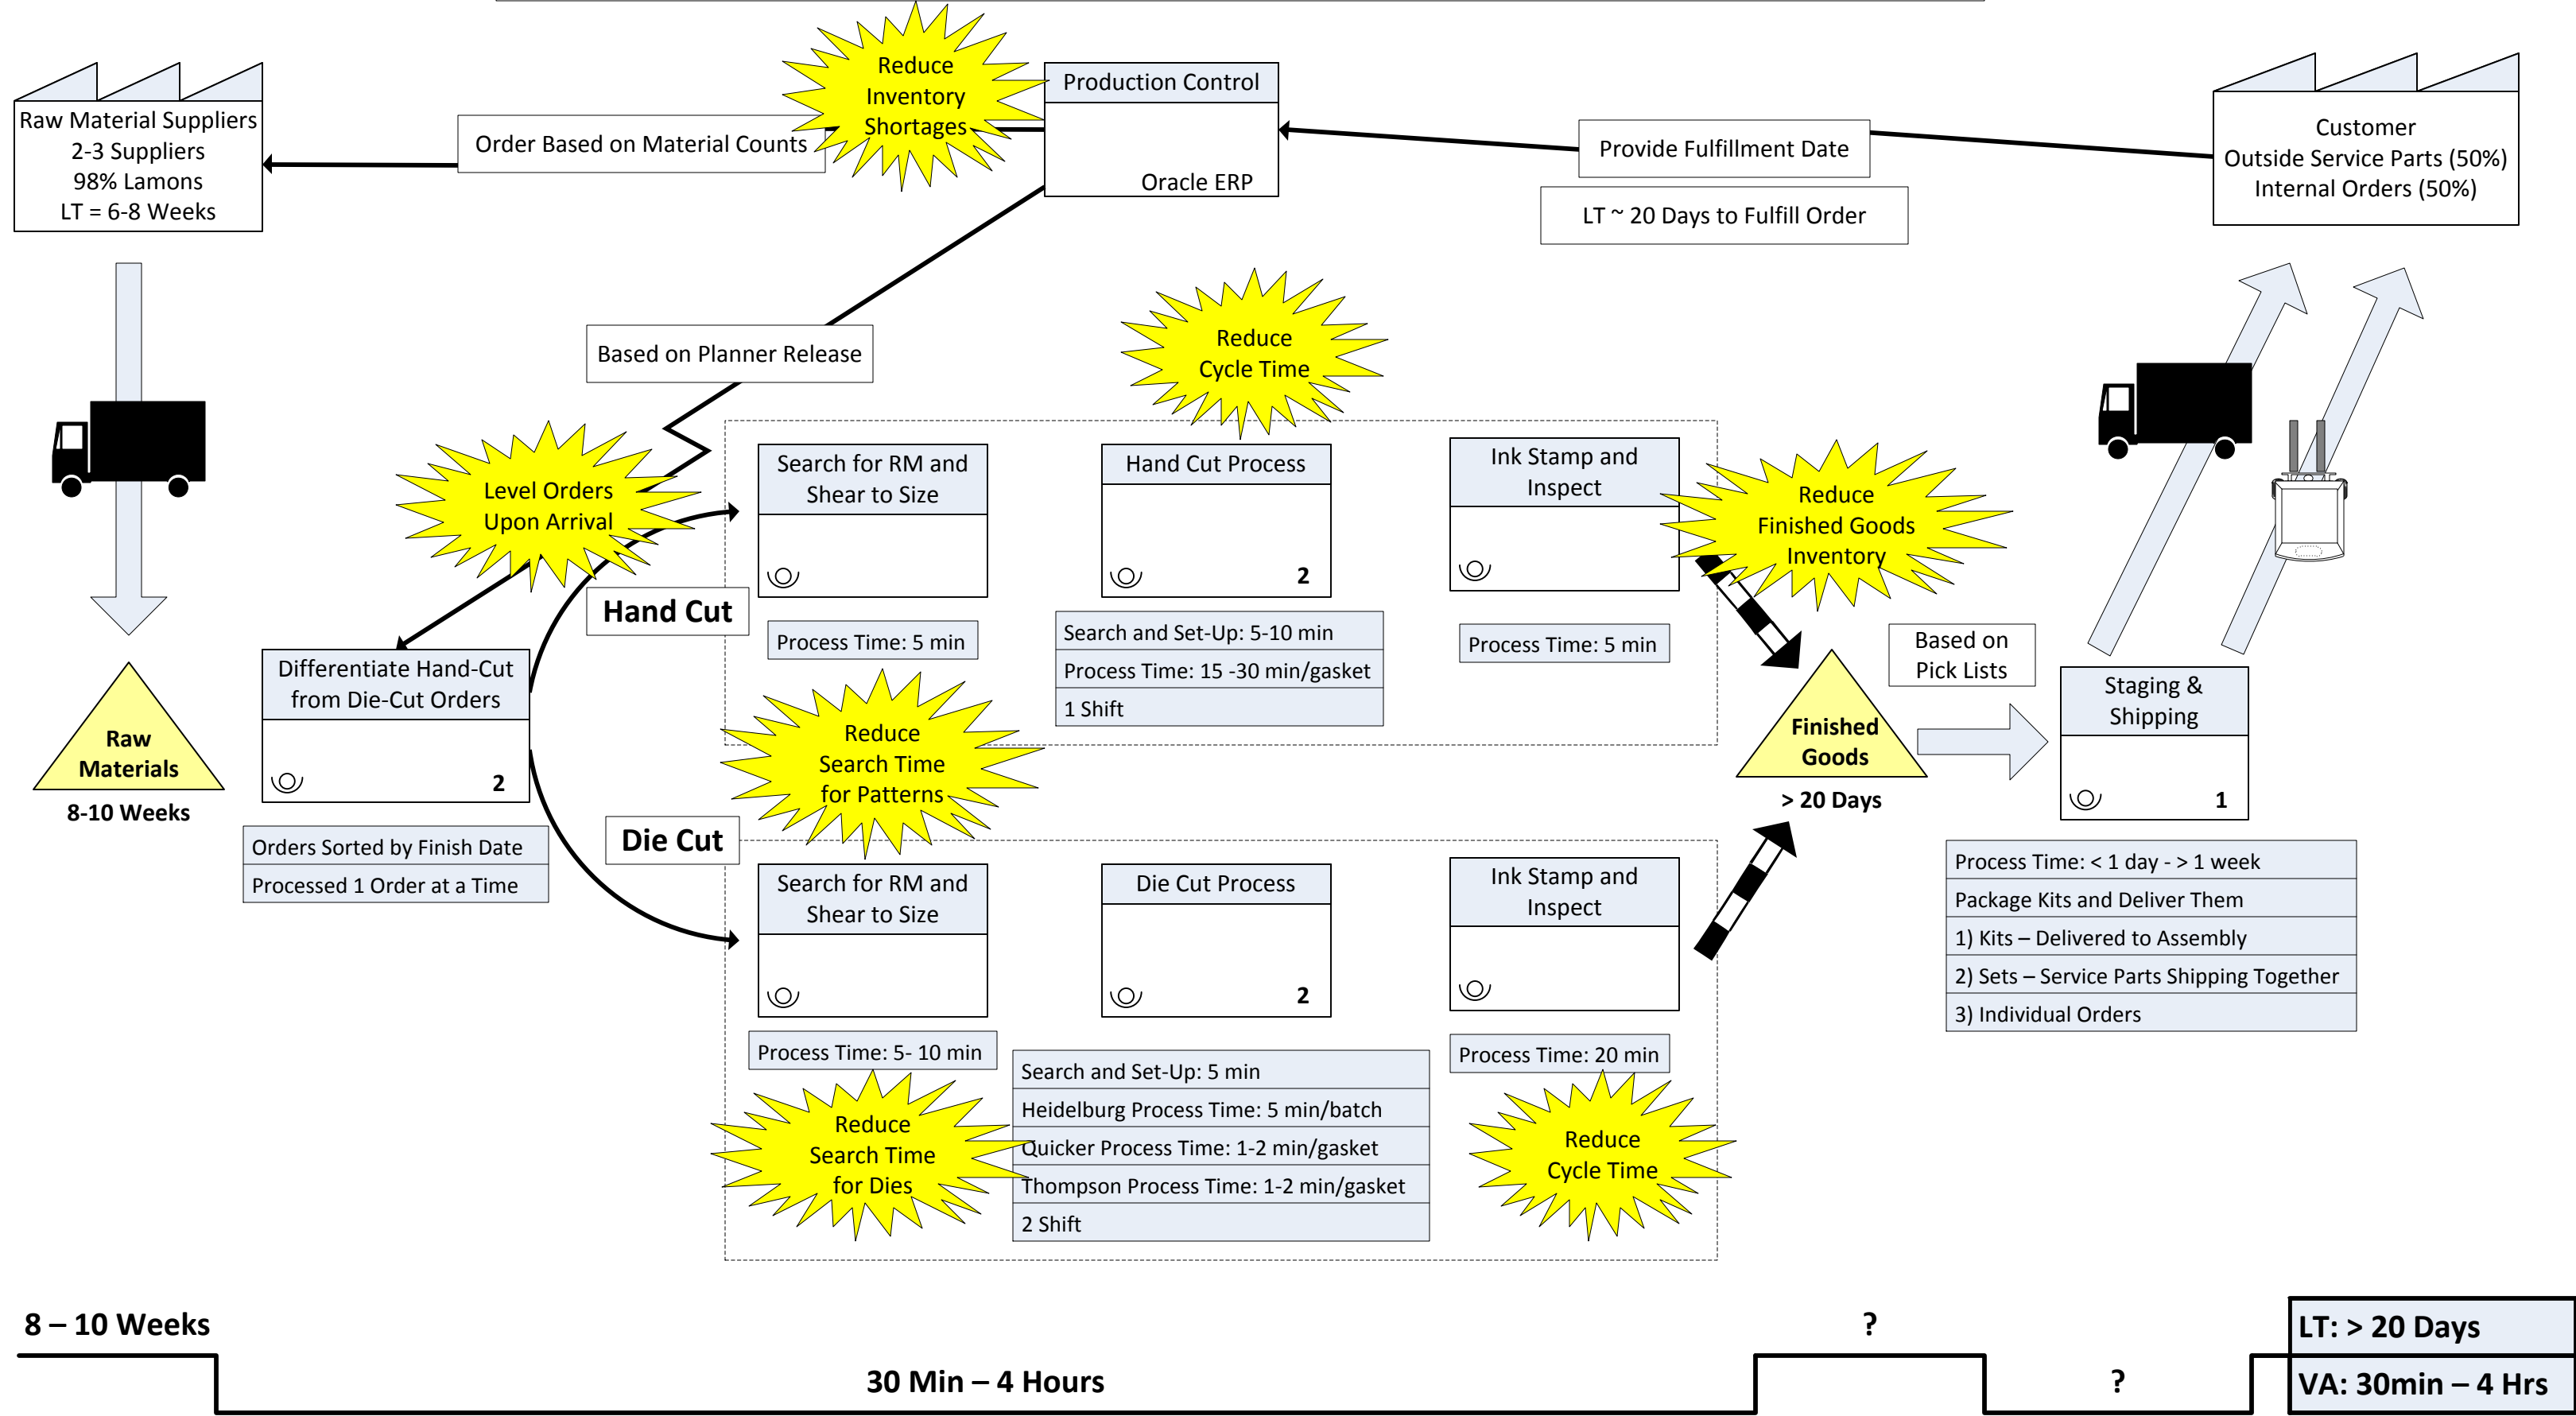 Reduce
Inventory
Shortages
Production Control
Oracle ERP
Raw Material Suppliers
2-3 Suppliers
98% Lamons
LT = 6-8 Weeks
Order Based on Material Counts
Provide Fulfillment Date
LT ~ 20 Days to Fulfill Order
Customer
Outside Service Parts (50%)
Internal Orders (50%)
Based on Planner Release
Reduce
Cycle Time
Level Orders
Upon Arrival
Search for RM and
Shear to Size
Hand Cut Process
2
Ink Stamp and
Inspect
Reduce
Finished Goods
Inventory
Hand Cut
Process Time: 5 min
Search and Set-Up: 5-10 min
Process Time: 15 -30 min/gasket
1 Shift
Process Time: 5 min
Based on
Pick Lists
Differentiate Hand-Cut
from Die-Cut Orders
2
Raw
Materials
8-10 Weeks
Reduce
Search Time
for Patterns
Finished
Goods
> 20 Days
Staging &
Shipping
1
Orders Sorted by Finish Date
Processed 1 Order at a Time
Die Cut
Search for RM and
Shear to Size
Die Cut Process
2
Ink Stamp and
Inspect
Process Time: < 1 day - > 1 week
Package Kits and Deliver Them
1) Kits – Delivered to Assembly
2) Sets – Service Parts Shipping Together
3) Individual Orders
Process Time: 5- 10 min
Search and Set-Up: 5 min
Heidelburg Process Time: 5 min/batch
Quicker Process Time: 1-2 min/gasket
Thompson Process Time: 1-2 min/gasket
2 Shift
Process Time: 20 min
Reduce
Search Time
for Dies
Reduce
Cycle Time
8 – 10 Weeks
30 Min – 4 Hours
?
?
LT: > 20 Days
VA: 30min – 4 Hrs